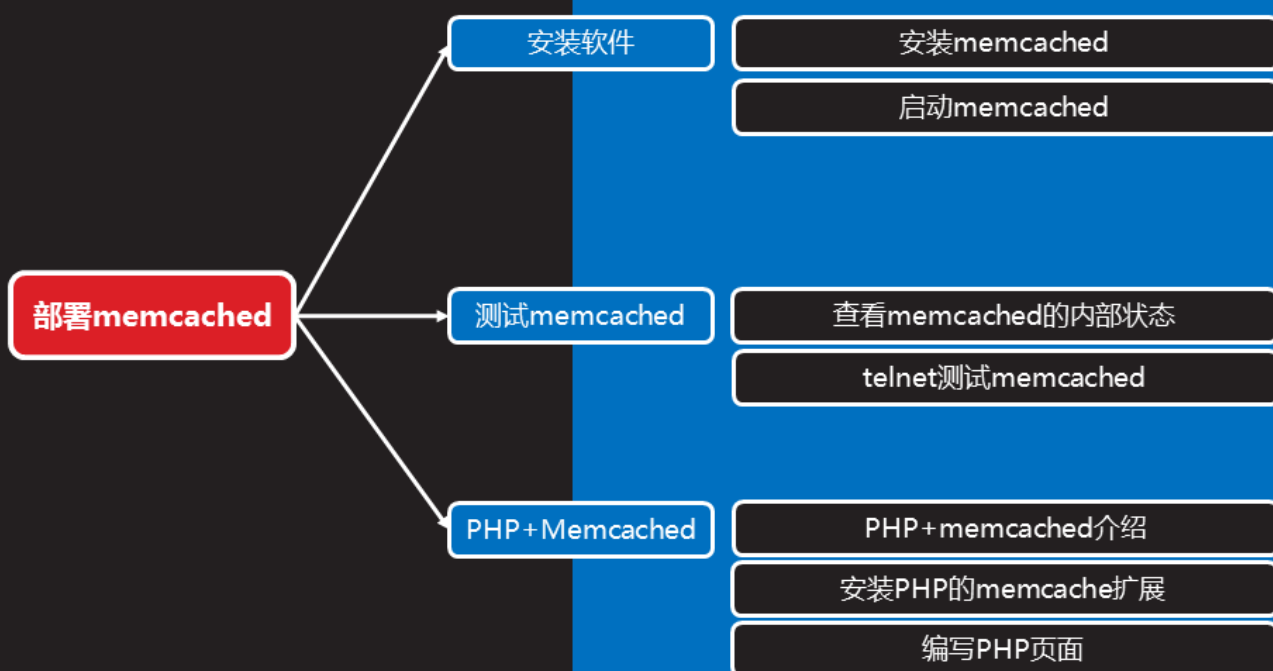 部署memcached
安装软件
安装memcached
启动memcached
测试memcached
查看memcached的内部状态
telnet测试memcached
PHP+Memcached
PHP+memcached介绍
安装PHP的memcache扩展
编写PHP页面